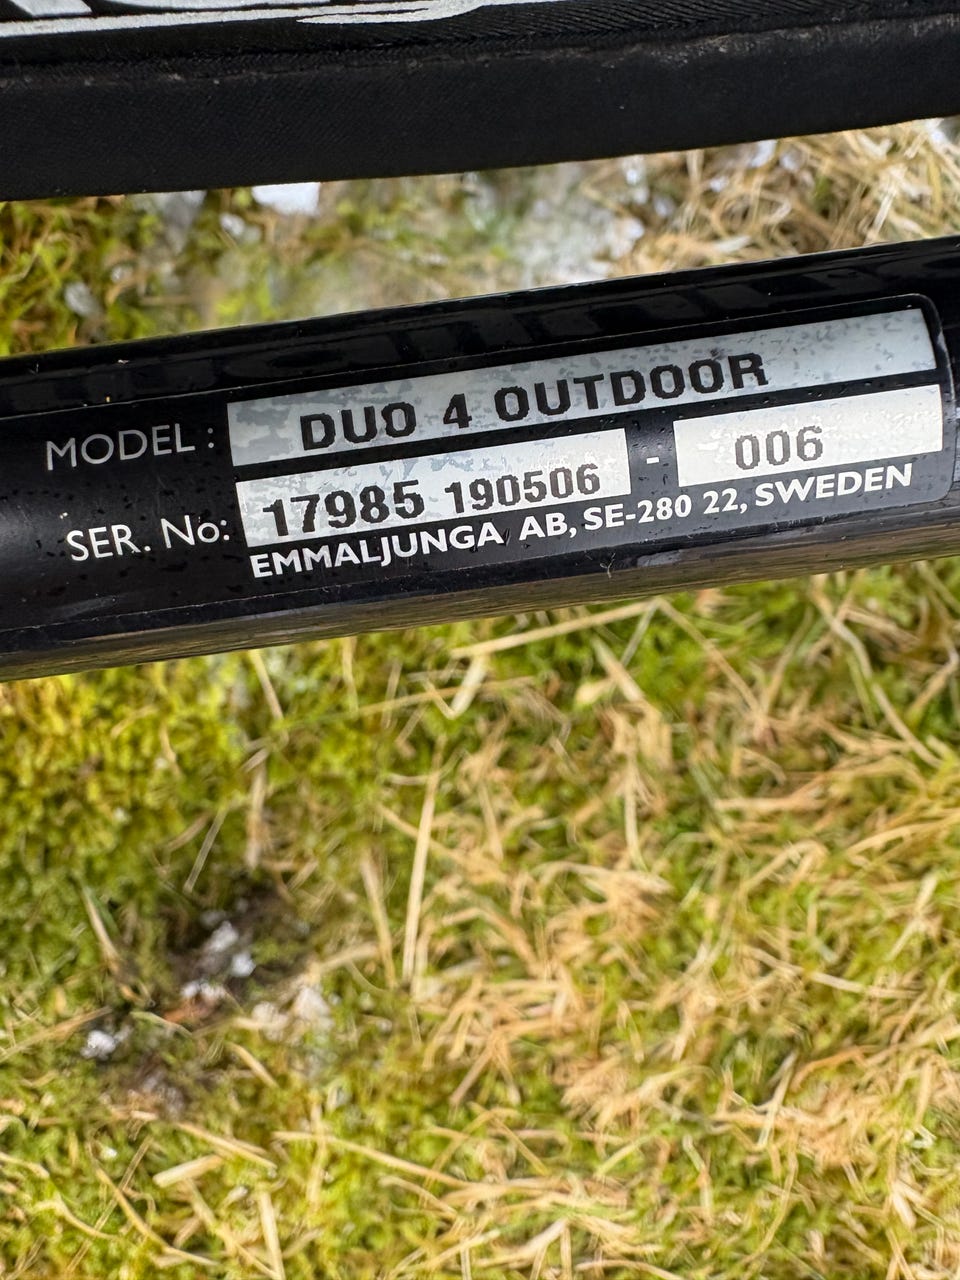 MODEL: DUO 4 OUTDOOR
SER. No: 17985 190506 - 006
EMMALJUNGA AB, SE-280 22, SWEDEN